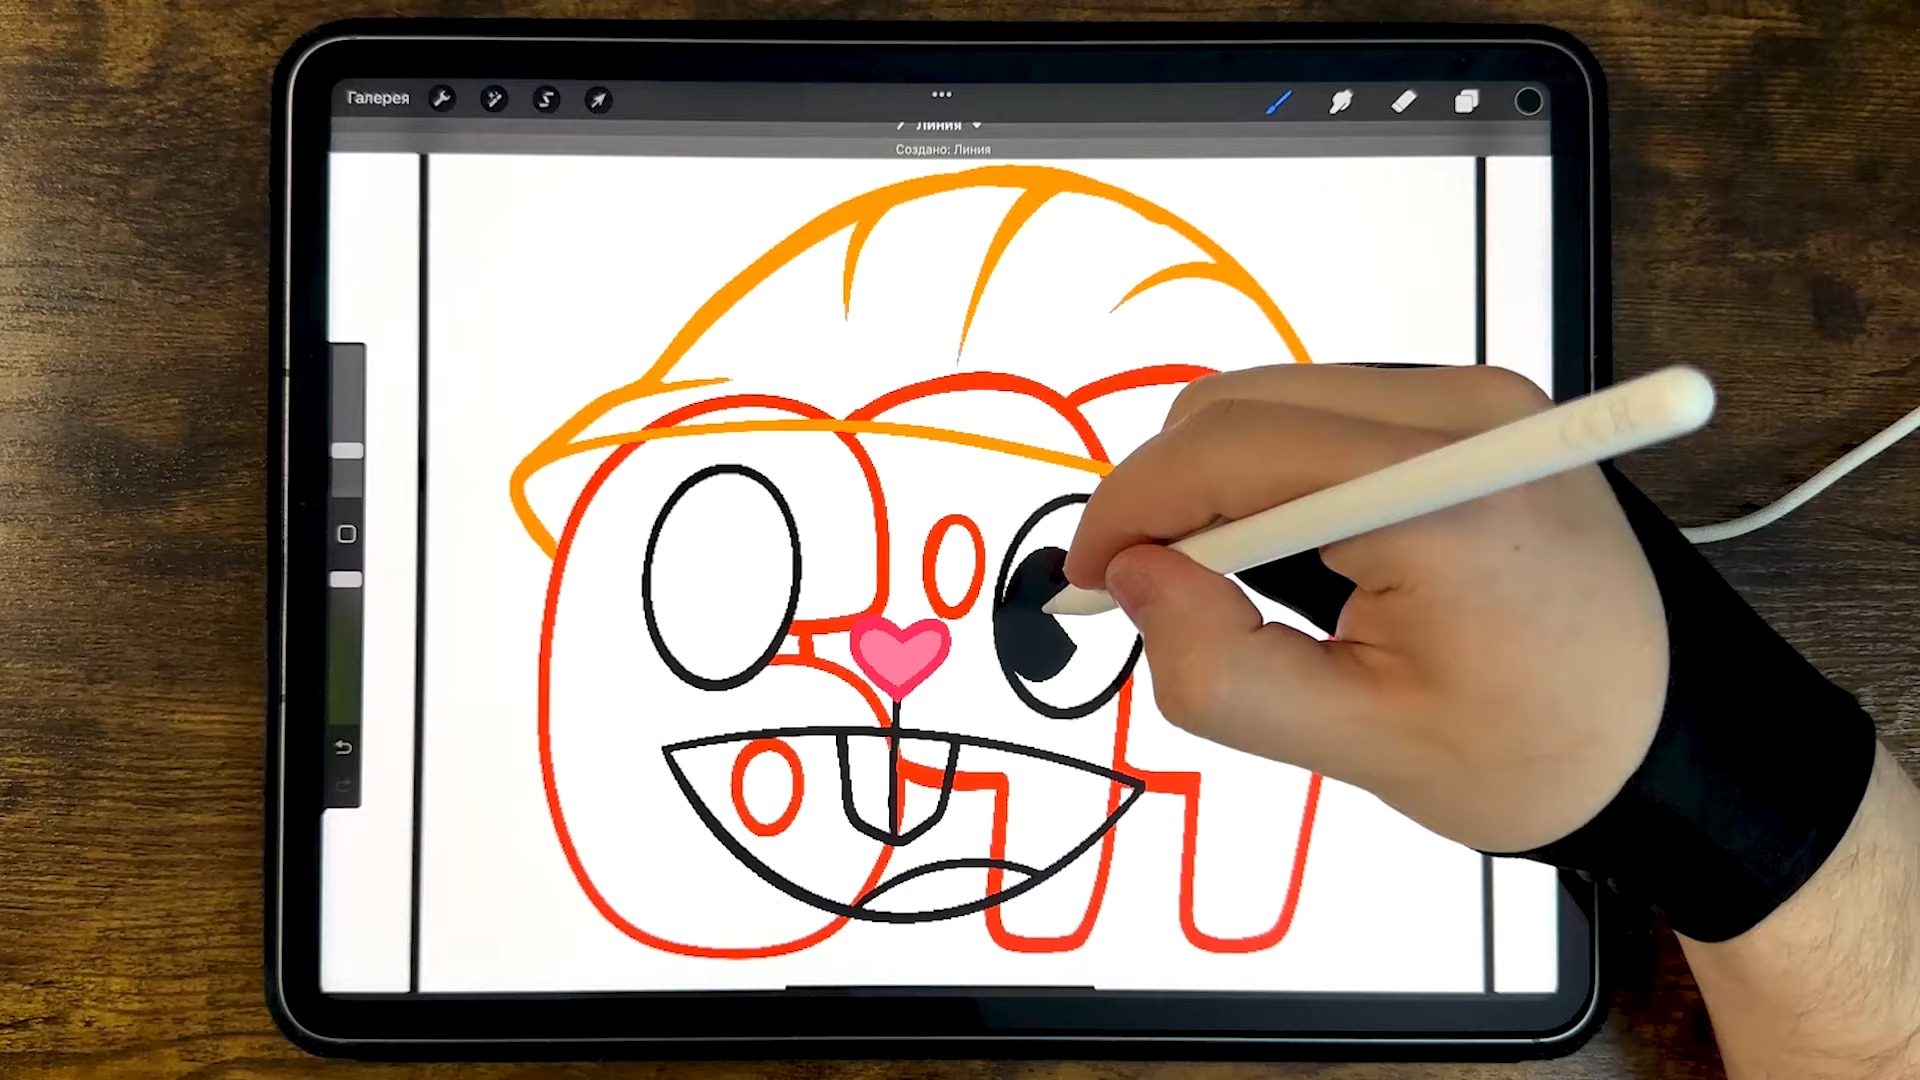 Галерея
Линия
Создано: Линия